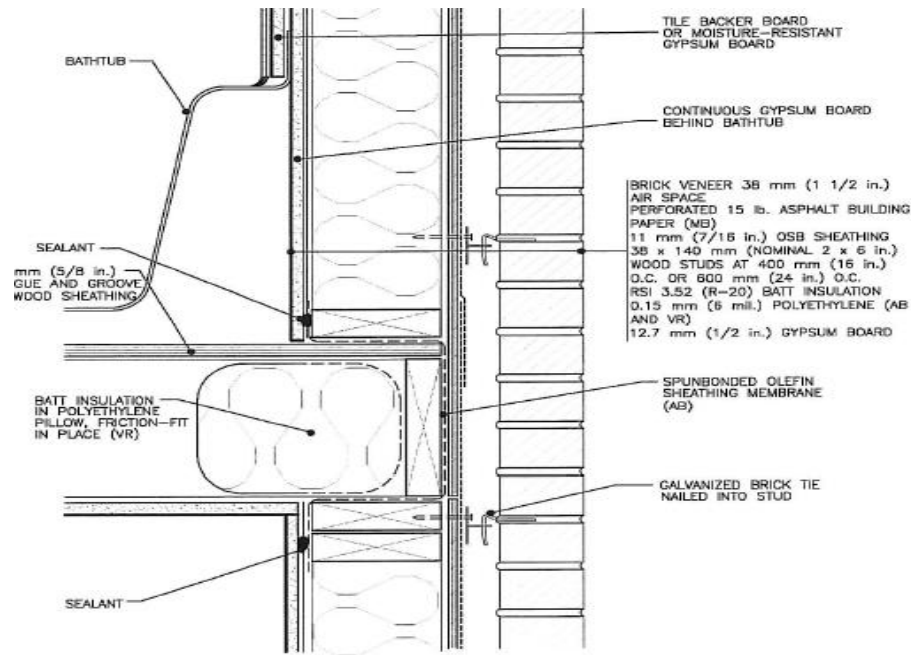 TILE BACKER BOARD
OR MOISTURE-RESISTANT
GYPSUM BOARD
BATHTUB
CONTINUOUS GYPSUM BOARD
BEHIND BATHTUB
BRICK VENEER 38 mm (1 1/2 in.)
AIR SPACE
PERFORATED 15 lb. ASPHALT BUILDING
PAPER (MB)
11 mm (7/16 in.) OSB SHEATHING
38 x 140 mm (NOMINAL 2 x 6 in.)
WOOD STUDS AT 400 mm (16 in.)
O.C. OR 600 mm (24 in.) O.C.
RSI 3.52 (R-20) BATT INSULATION
0.15 mm (6 mil.) POLYETHYLENE (AB
AND VR)
12.7 mm (1/2 in.) GYPSUM BOARD
SEALANT
mm (5/8 in.)
GUE AND GROOVE
WOOD SHEATHING
BATT INSULATION
IN POLYETHYLENE
PILLOW, FRICTION-FIT
IN PLACE (VR)
SPUNBONDED OLEFIN
SHEATHING MEMBRANE
(AB)
GALVANIZED BRICK TIE
NAILED INTO STUD
SEALANT